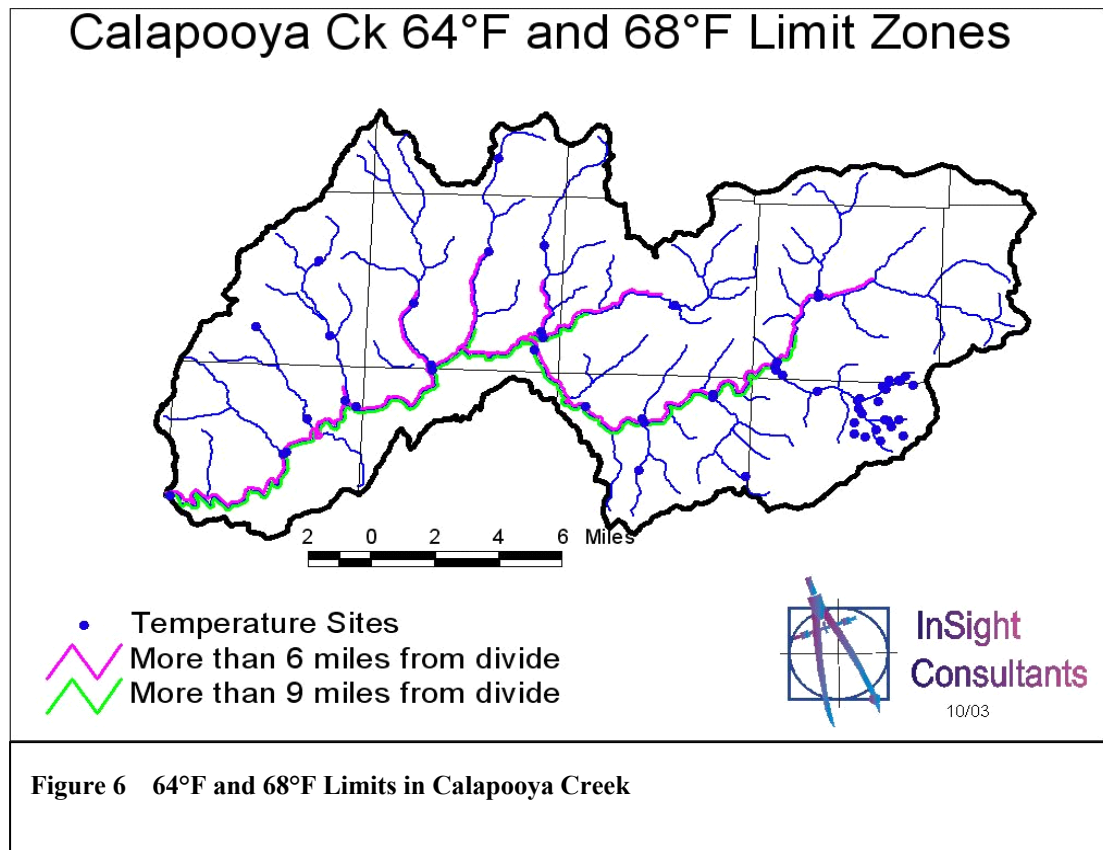 Calapooya Ck 64°F and 68°F Limit Zones
2 0 2 4 6 Miles
Temperature Sites
More than 6 miles from divide
More than 9 miles from divide
InSight
Consultants
10/03
Figure 6 64°F and 68°F Limits in Calapooya Creek